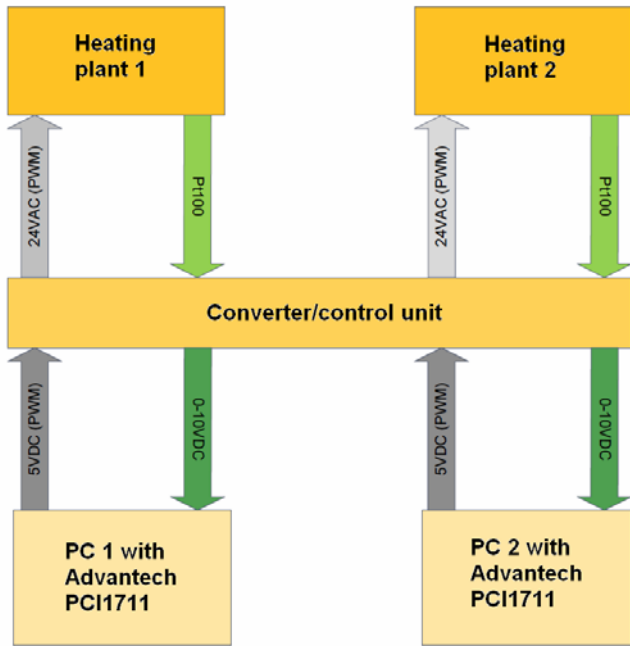 Heating
plant 1
Heating
plant 2
24VAC (PWM)
Pt100
24VAC (PWM)
Pt100
Converter/control unit
5VDC (PWM)
0-10VDC
5VDC (PWM)
0-10VDC
PC 1 with
Advantech
PCI1711
PC 2 with
Advantech
PCI1711